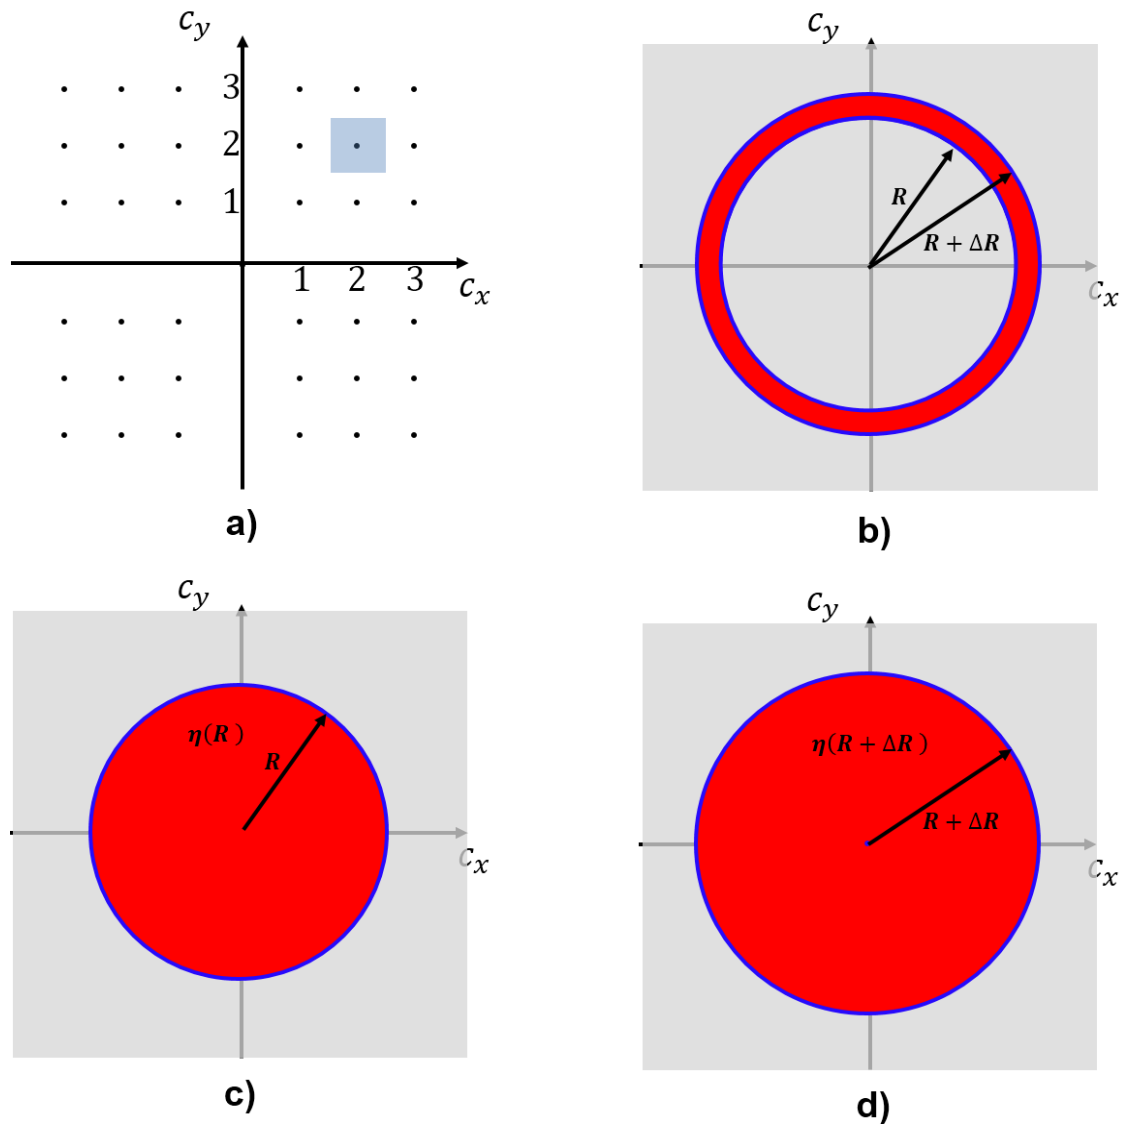 c_y
3
2
1
1 2 3
c_x
a)
c_y
R
R + ΔR
c_x
b)
c_y
η(R )
R
c_x
c)
c_y
η(R + ΔR )
R + ΔR
c_x
d)